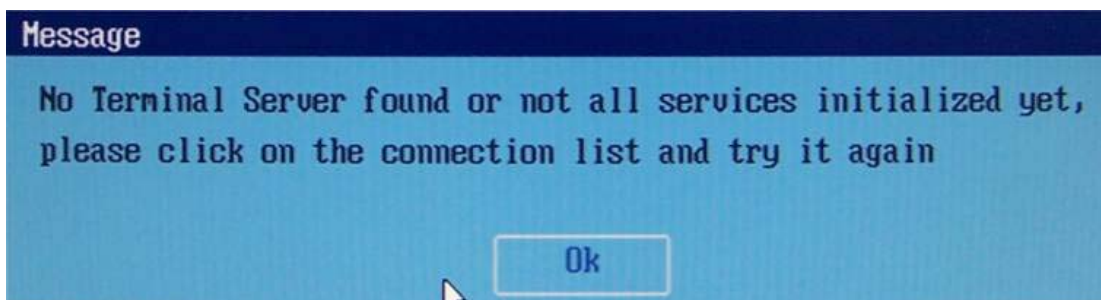 Message
No Terminal Server found or not all services initialized yet,
please click on the connection list and try it again
Ok